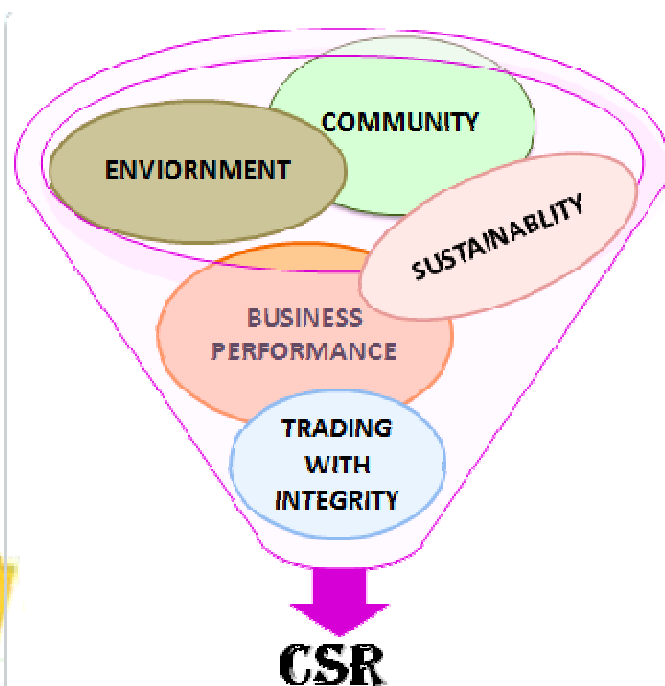 COMMUNITY
ENVIORNMENT
SUSTAINABLITY
BUSINESS
PERFORMANCE
TRADING
WITH
INTEGRITY
CSR